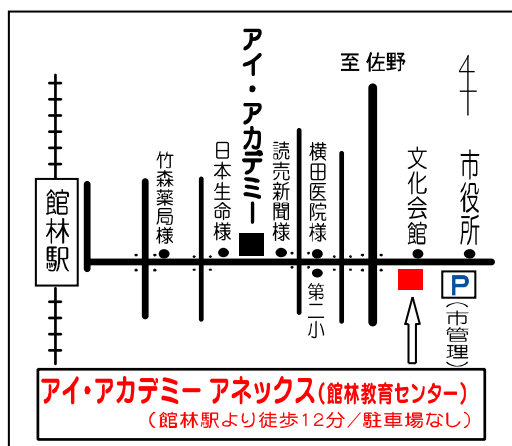 館林駅
竹森薬局様
日本生命様
アイ・アカデミー
読売新聞様
横田医院様
第二小
至 佐野
文化会館
市役所
P
(市管理)
アイ・アカデミー アネックス(館林教育センター)
(館林駅より徒歩12分/駐車場なし)